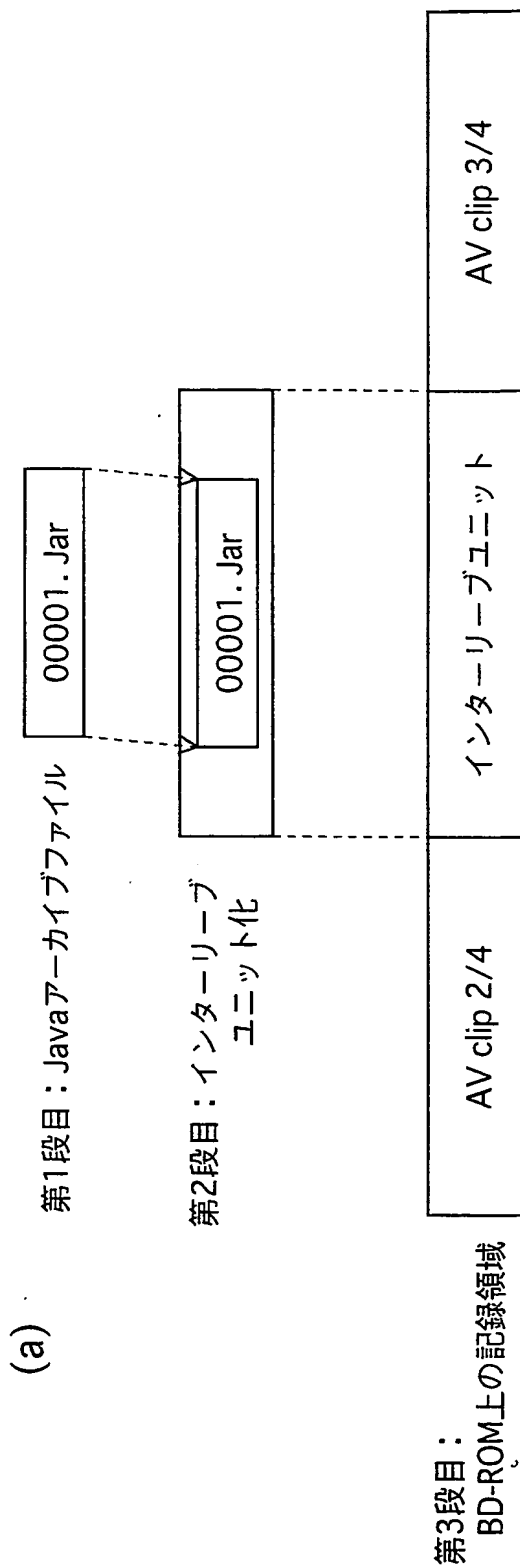 (a)
第1段目：Javaアーカイブファイル
00001. Jar
第2段目：インターリーブ
ユニット化
00001. Jar
第3段目：
BD-ROM上の記録領域
AV clip 2/4
インターリーブユニット
AV clip 3/4